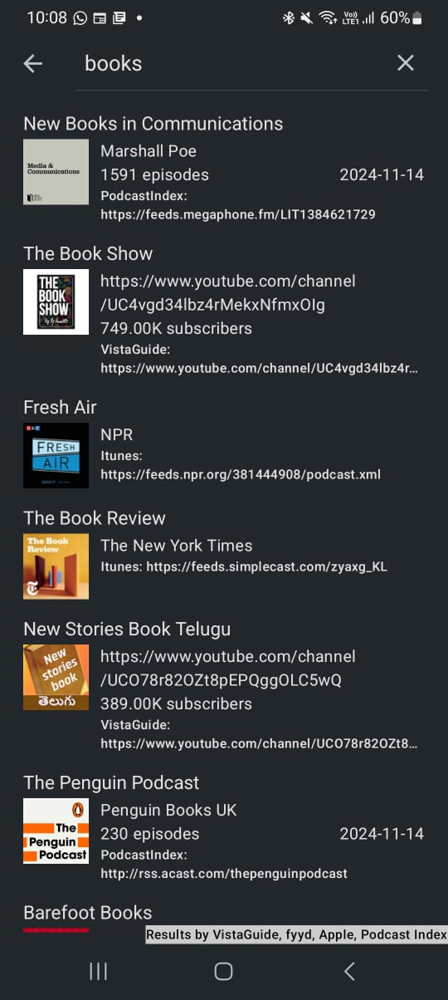 10:08 Vo)) LTE1 60%
books
New Books in Communications
Media &
Communications
Marshall Poe
1591 episodes 2024-11-14
PodcastIndex:
https://feeds.megaphone.fm/LIT1384621729
The Book Show
THE
BOOK
SHOW
https://www.youtube.com/channel
/UC4vgd34lbz4rMekxNfmxOIg
749.00K subscribers
VistaGuide:
https://www.youtube.com/channel/UC4vgd34lbz4r...
Fresh Air
npr
FRESH
AIR
NPR
Itunes:
https://feeds.npr.org/381444908/podcast.xml
The Book Review
The Book
Review
The New York Times
Itunes: https://feeds.simplecast.com/zyaxg_KL
New Stories Book Telugu
New
stories
book
తెలుగు
https://www.youtube.com/channel
/UCO78r82OZt8pEPQggOLC5wQ
389.00K subscribers
VistaGuide:
https://www.youtube.com/channel/UCO78r82OZt8...
The Penguin Podcast
The
Penguin
Podcast
Penguin Books UK
230 episodes 2024-11-14
PodcastIndex:
http://rss.acast.com/thepenguinpodcast
Barefoot Books
Results by VistaGuide, fyyd, Apple, Podcast Index